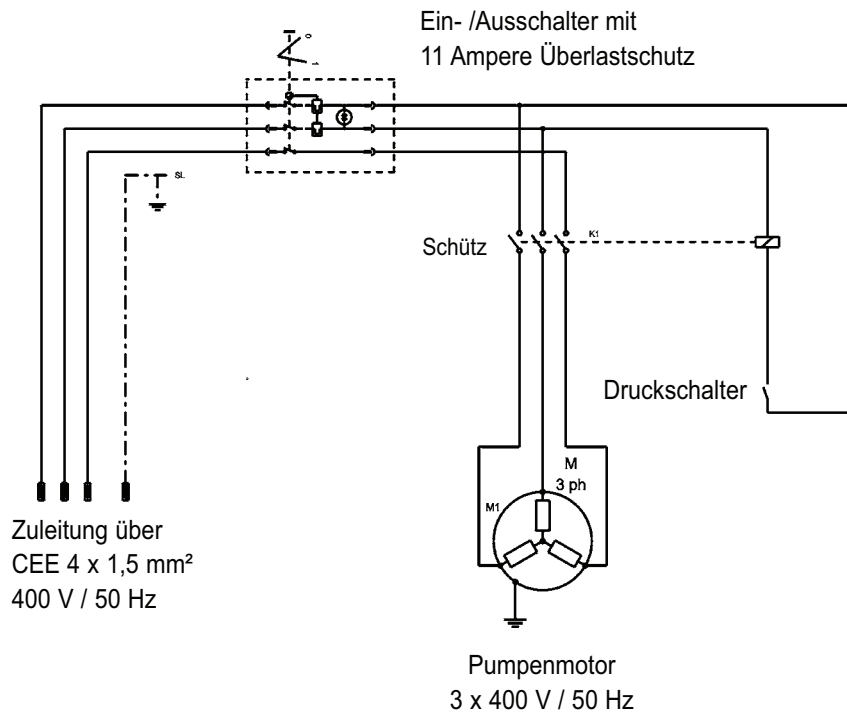 Ein- /Ausschalter mit
11 Ampere Überlastschutz
SL
K1
Schütz
Druckschalter
M
3 ph
M1
Zuleitung über
CEE 4 x 1,5 mm²
400 V / 50 Hz
Pumpenmotor
3 x 400 V / 50 Hz